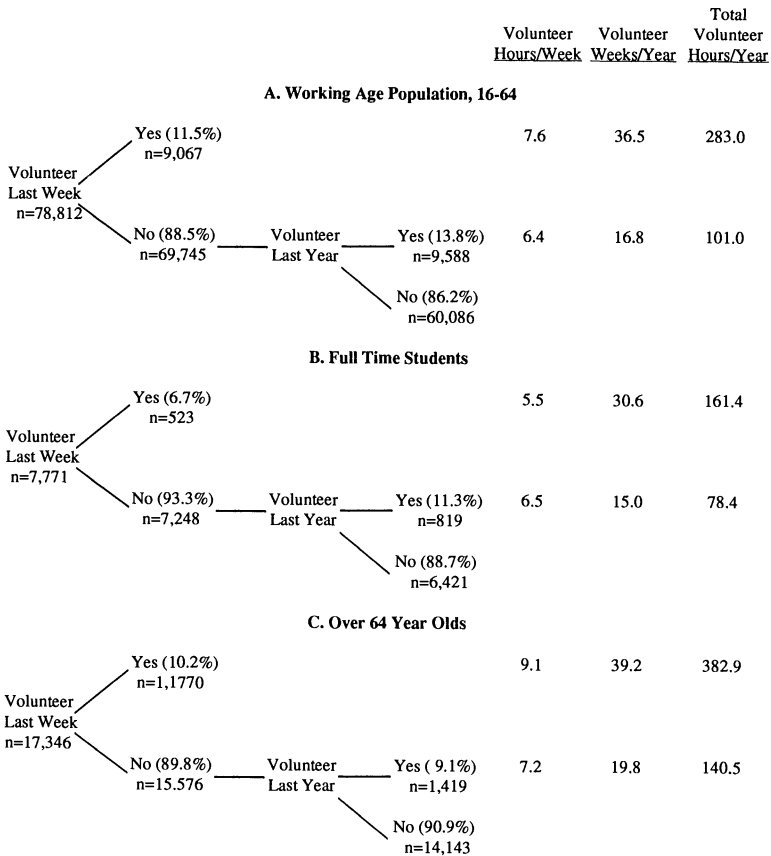 Total
Volunteer Volunteer Volunteer
Hours/Week Weeks/Year Hours/Year
A. Working Age Population, 16-64
Yes (11.5%) 7.6 36.5 283.0
n=9,067
Volunteer
Last Week
n=78,812
No (88.5%) Volunteer Yes (13.8%) 6.4 16.8 101.0
n=69,745 Last Year n=9,588
No (86.2%)
n=60,086
B. Full Time Students
Yes (6.7%) 5.5 30.6 161.4
n=523
Volunteer
Last Week
n=7,771
No (93.3%) Volunteer Yes (11.3%) 6.5 15.0 78.4
n=7,248 Last Year n=819
No (88.7%)
n=6,421
C. Over 64 Year Olds
Yes (10.2%) 9.1 39.2 382.9
n=1,1770
Volunteer
Last Week
n=17,346
No (89.8%) Volunteer Yes ( 9.1%) 7.2 19.8 140.5
n=15.576 Last Year n=1,419
No (90.9%)
n=14,143